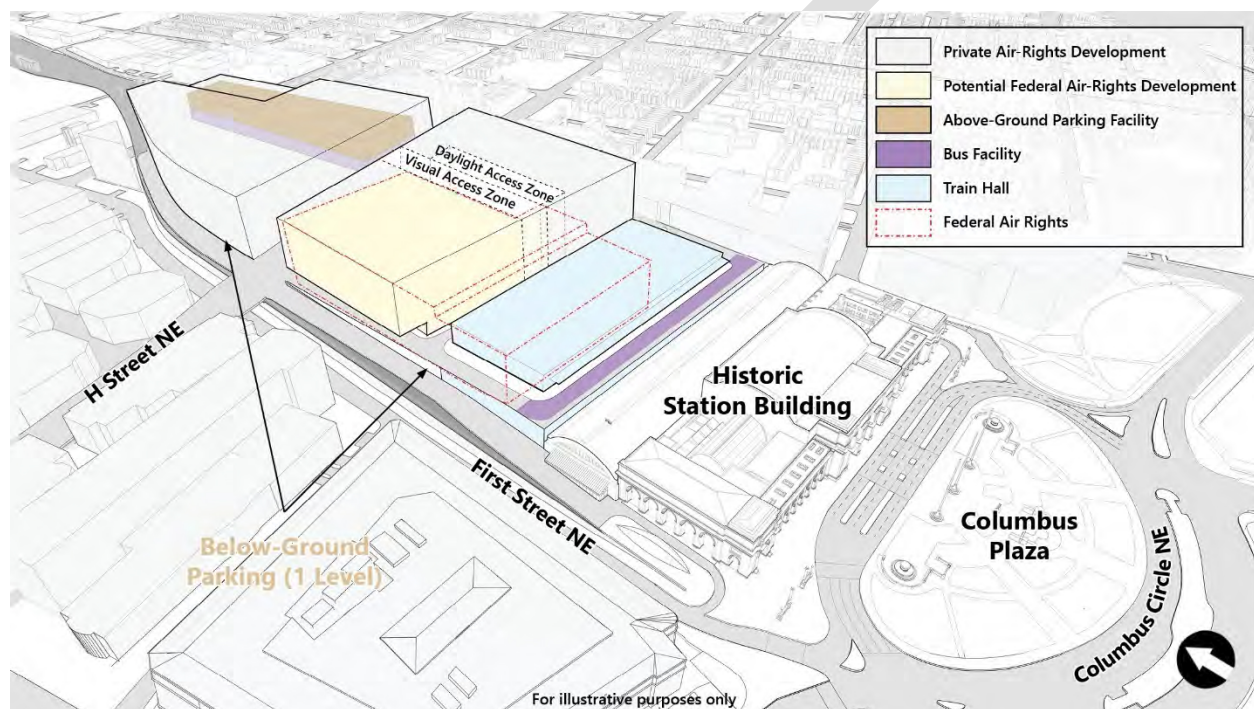 Private Air-Rights Development
Potential Federal Air-Rights Development
Above-Ground Parking Facility
Bus Facility
Train Hall
Federal Air Rights
Daylight Access Zone
Visual Access Zone
H Street NE
Historic
Station Building
First Street NE
Columbus
Plaza
Below-Ground
Parking (1 Level)
Columbus Circle NE
For illustrative purposes only